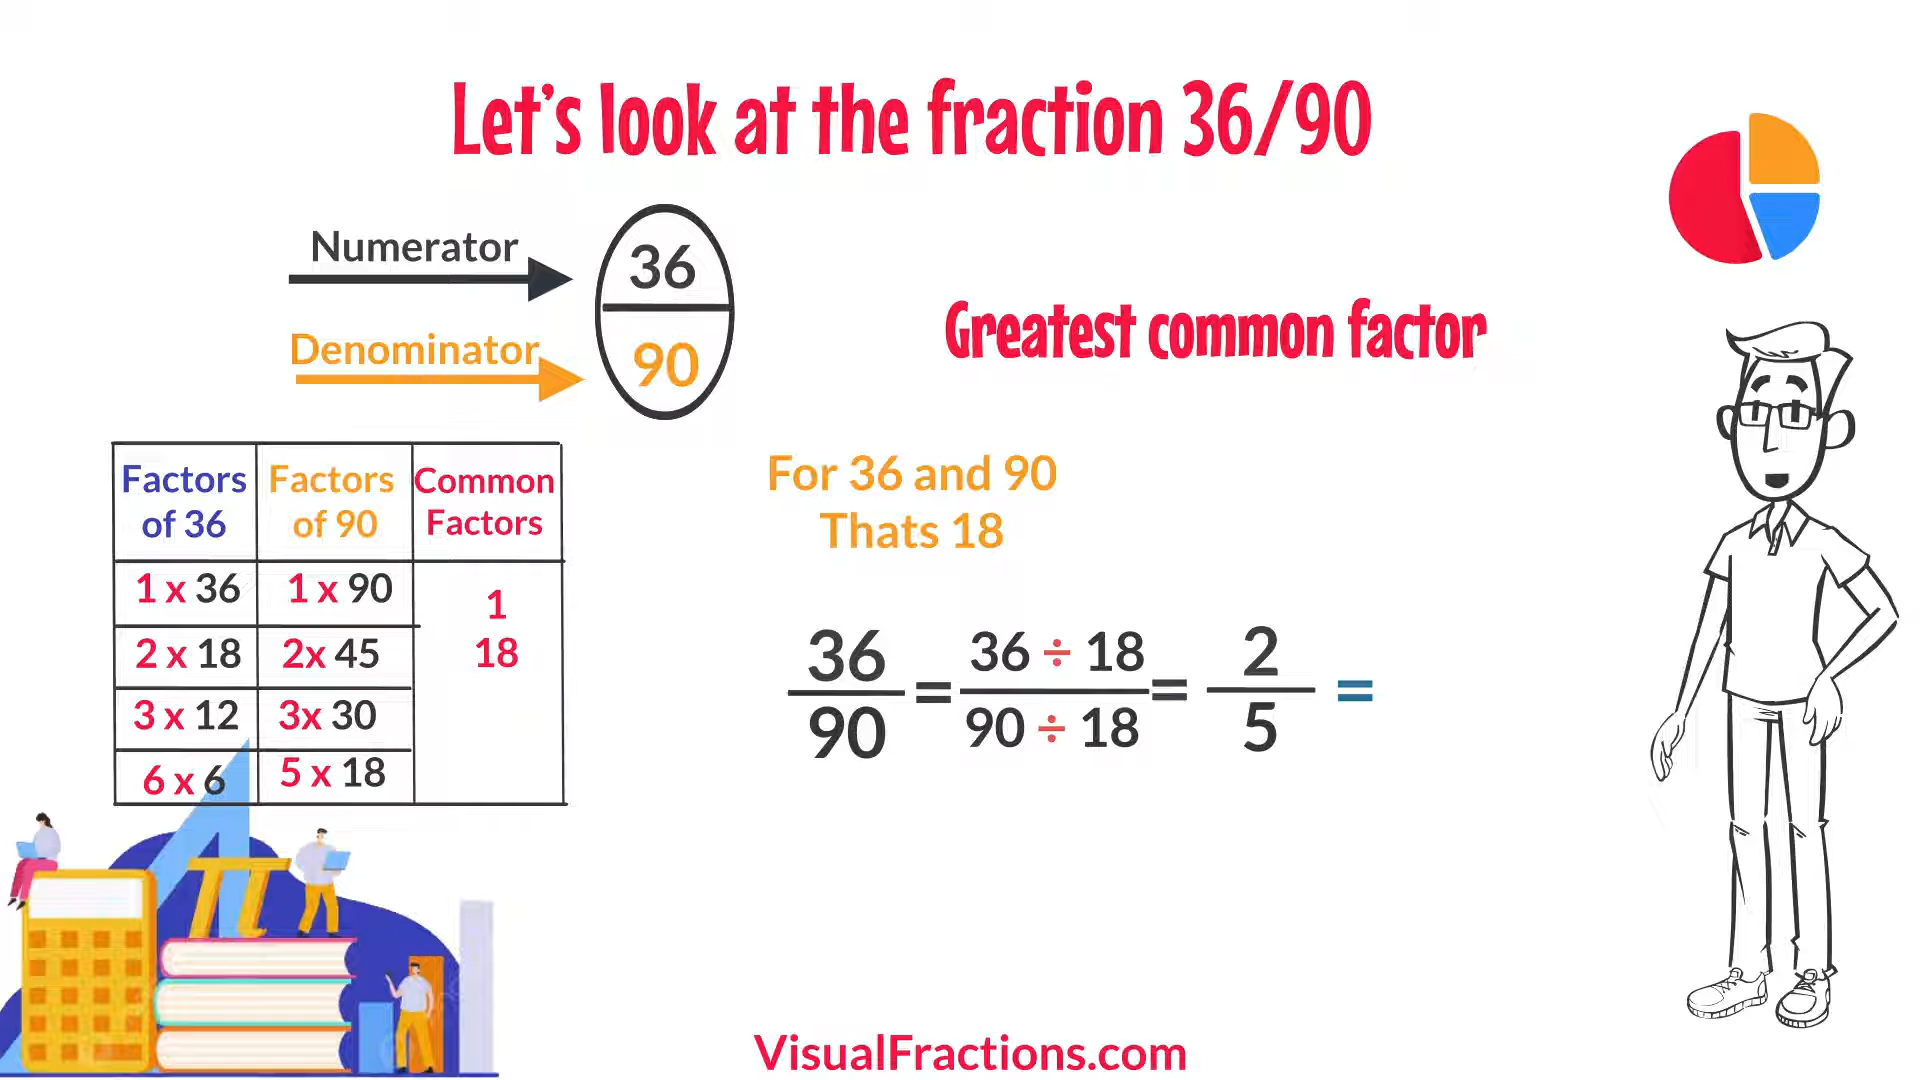 Let's look at the fraction 36/90
Numerator
36
Denominator
90
Greatest common factor
Factors of 36
Factors of 90
Common Factors
1 x 36
1 x 90
1
2 x 18
2x 45
18
3 x 12
3x 30
6 x 6
5 x 18
For 36 and 90
Thats 18
36/90 = 36 ÷ 18/90 ÷ 18 = 2/5 =
π
VisualFractions.com